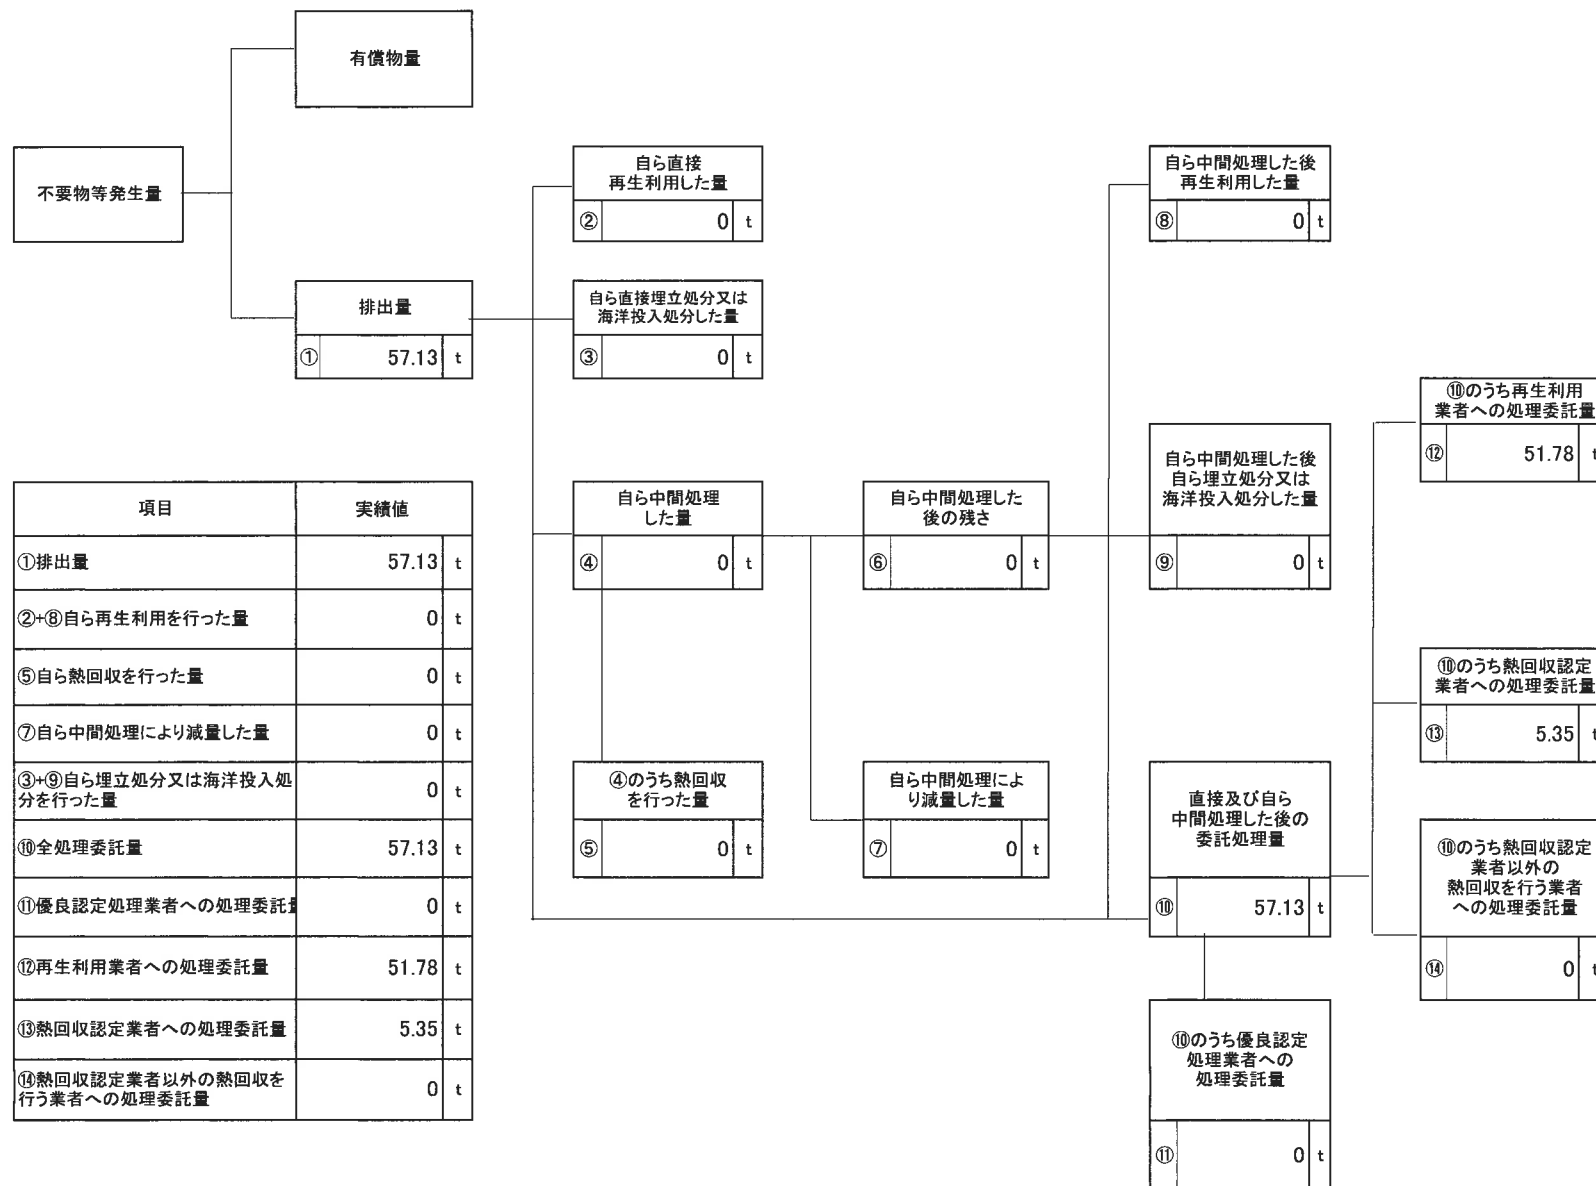 有償物量
不要物等発生量
排出量
① 57.13 t
自ら直接
再生利用した量
② 0 t
自ら直接埋立処分又は
海洋投入処分した量
③ 0 t
自ら中間処理
した量
④ 0 t
④のうち熱回収
を行った量
⑤ 0 t
自ら中間処理した
後の残さ
⑥ 0 t
自ら中間処理によ
り減量した量
⑦ 0 t
自ら中間処理した後
再生利用した量
⑧ 0 t
自ら中間処理した後
自ら埋立処分又は
海洋投入処分した量
⑨ 0 t
直接及び自ら
中間処理した後の
委託処理量
⑩ 57.13 t
⑩のうち優良認定
処理業者への
処理委託量
⑪ 0 t
⑩のうち再生利用
業者への処理委託量
⑫ 51.78 t
⑩のうち熱回収認定
業者への処理委託量
⑬ 5.35 t
⑩のうち熱回収認定
業者以外の
熱回収を行う業者
への処理委託量
⑭ 0 t
項目 実績値
①排出量 57.13 t
②+⑧自ら再生利用を行った量 0 t
⑤自ら熱回収を行った量 0 t
⑦自ら中間処理により減量した量 0 t
③+⑨自ら埋立処分又は海洋投入処
分を行った量 0 t
⑩全処理委託量 57.13 t
⑪優良認定処理業者への処理委託量 0 t
⑫再生利用業者への処理委託量 51.78 t
⑬熱回収認定業者への処理委託量 5.35 t
⑭熱回収認定業者以外の熱回収を
行う業者への処理委託量 0 t